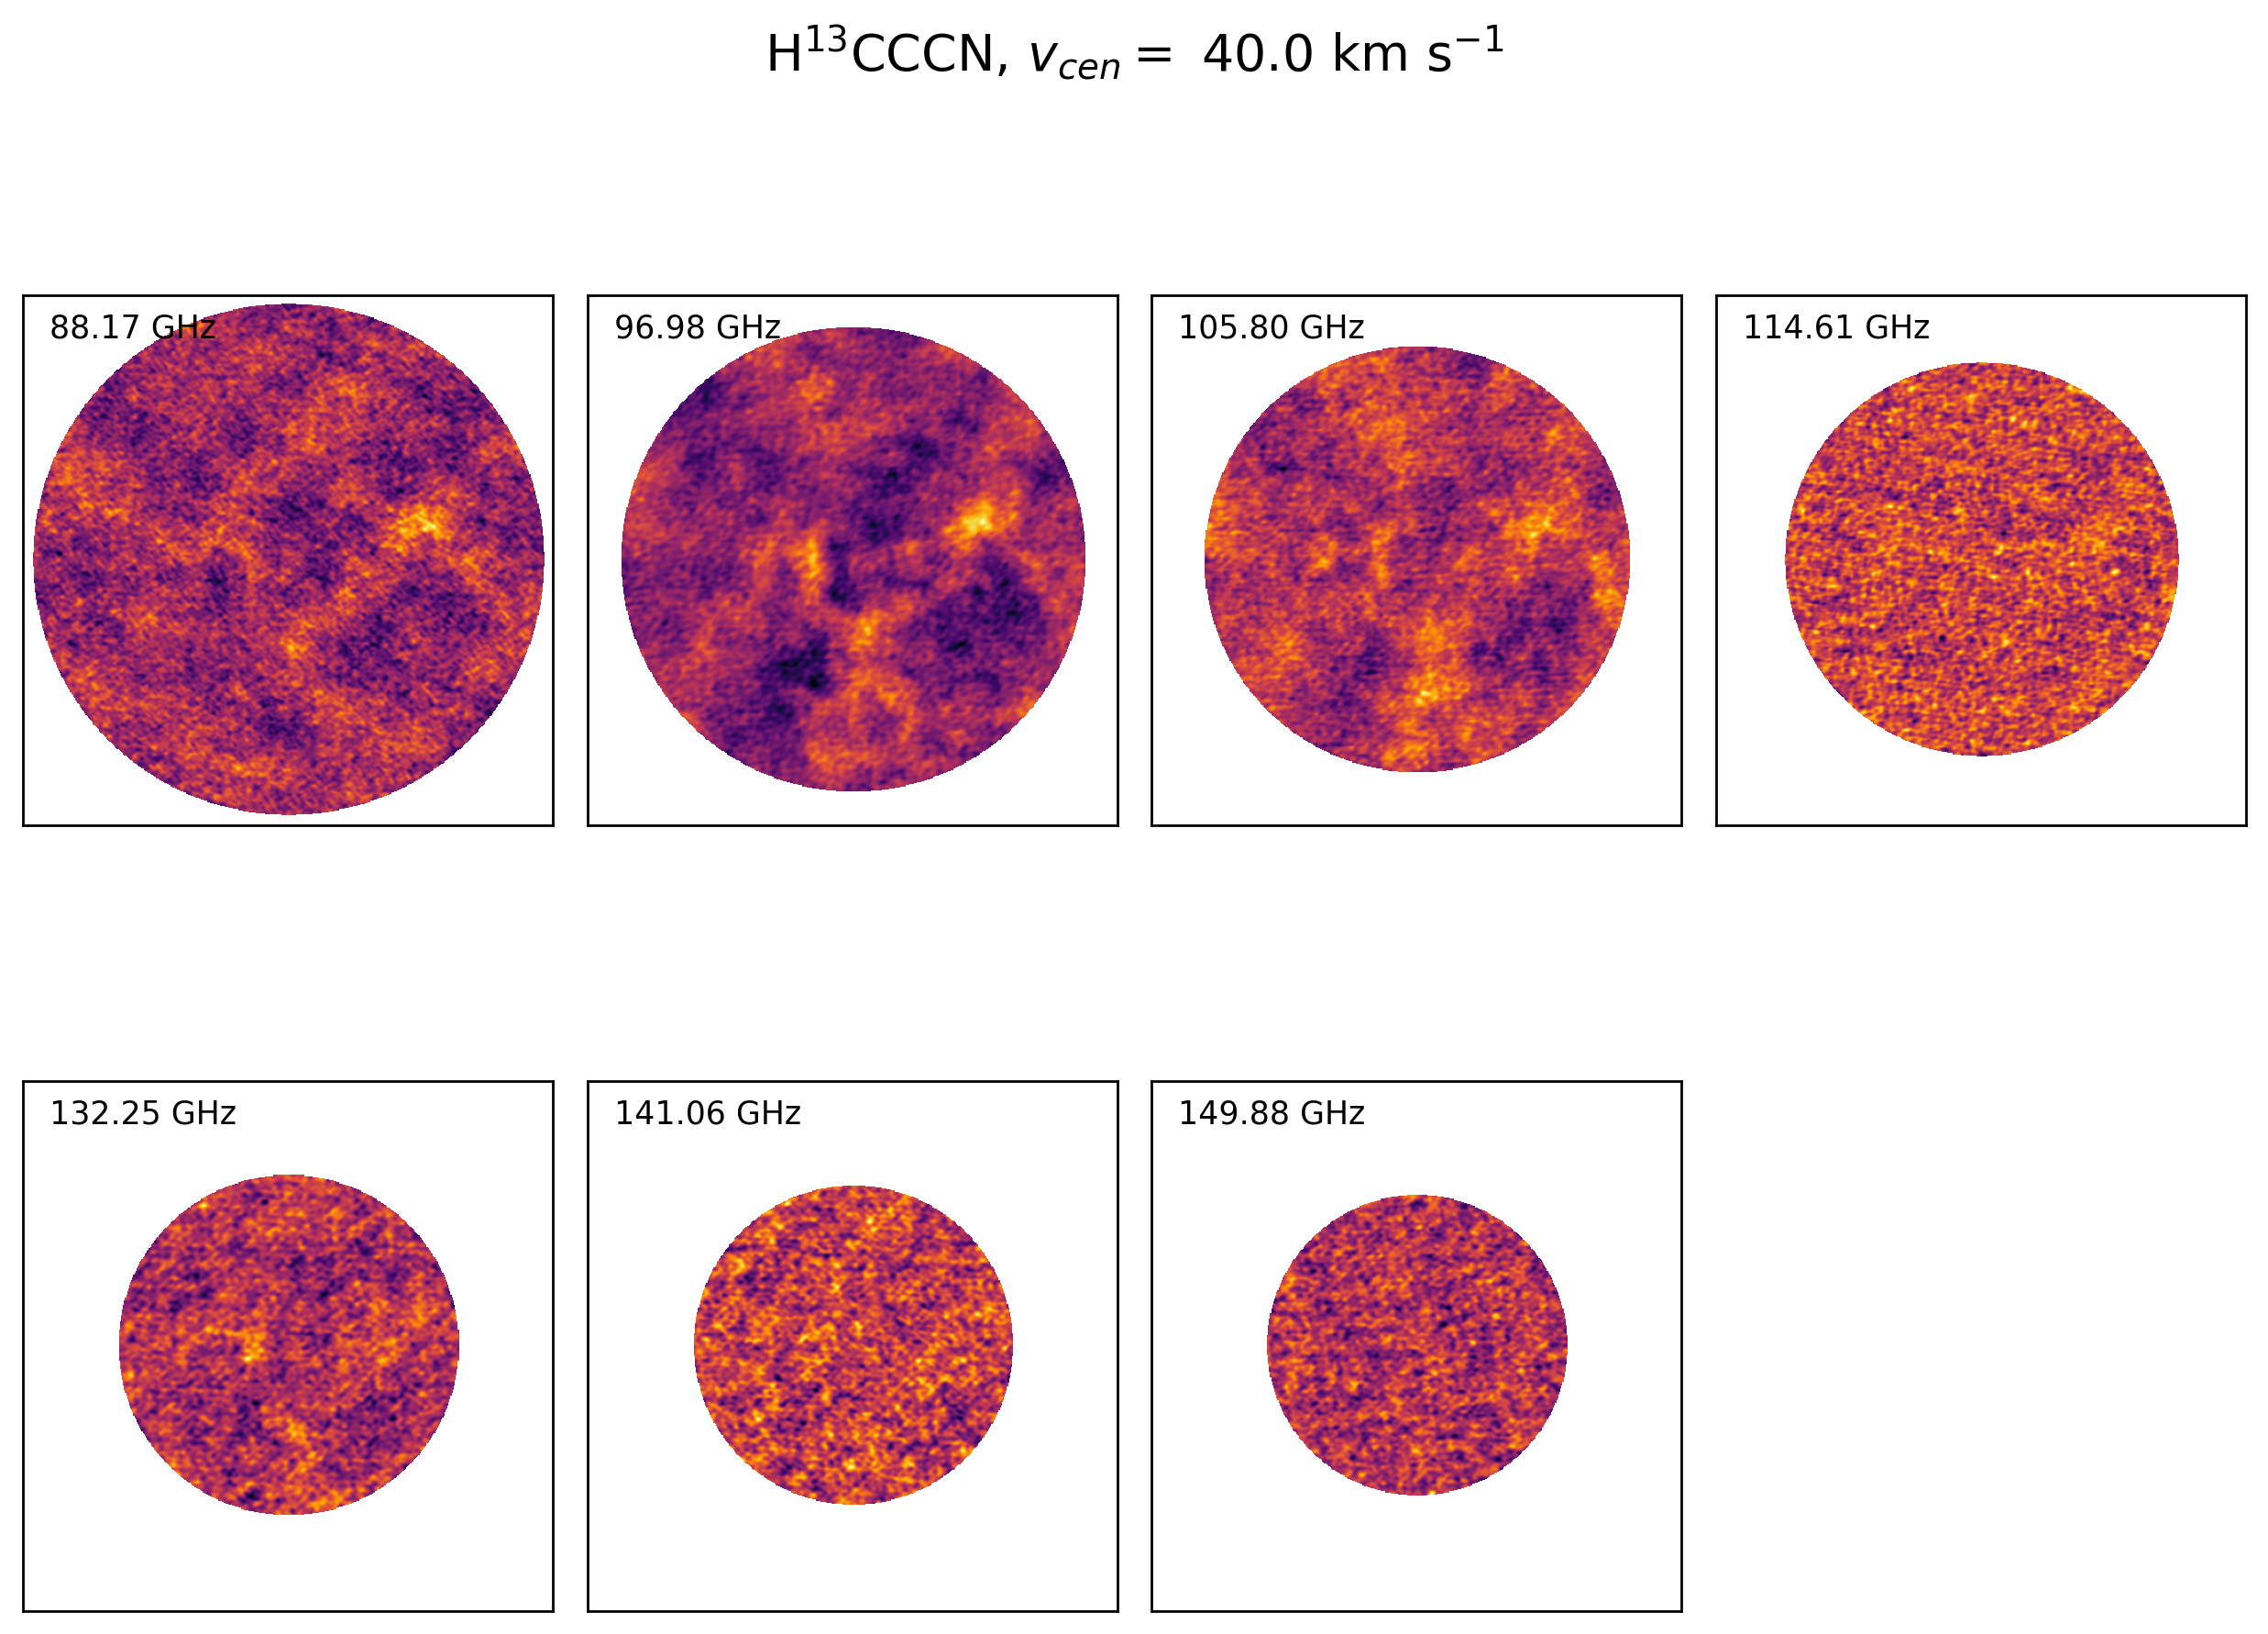 H¹³CCCN, v_cen = 40.0 km s⁻¹
88.17 GHz
96.98 GHz
105.80 GHz
114.61 GHz
132.25 GHz
141.06 GHz
149.88 GHz